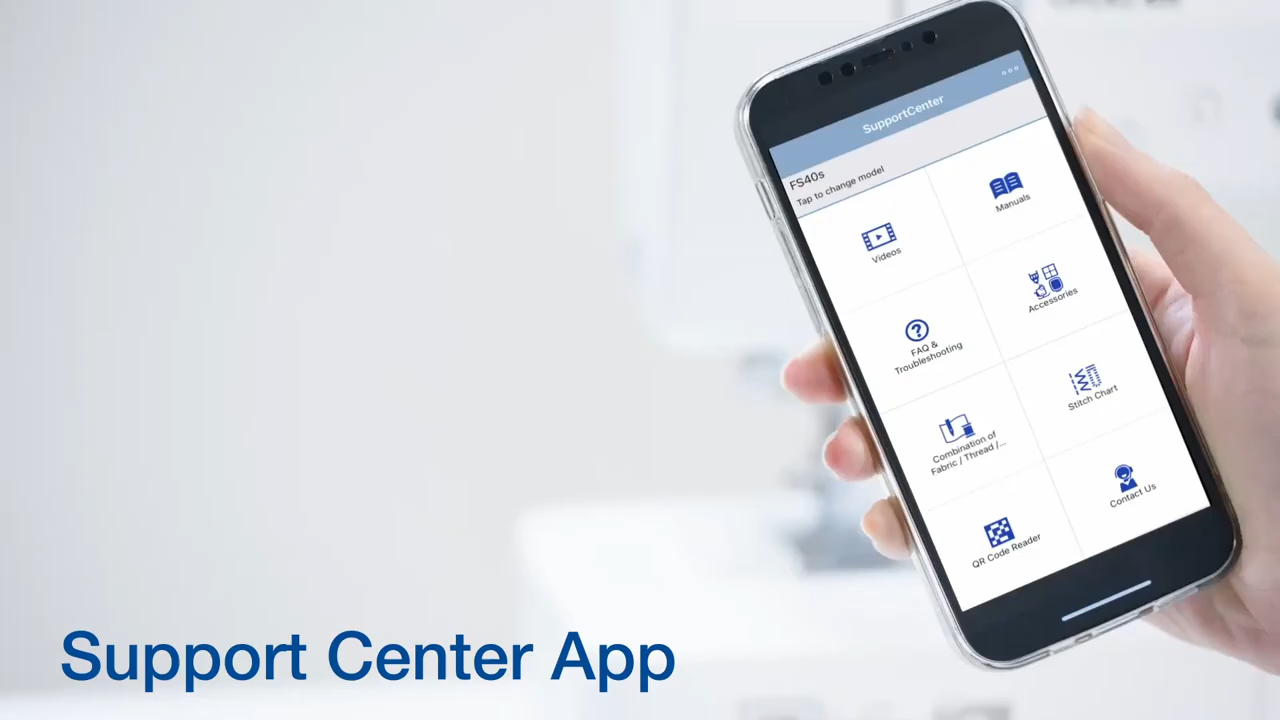 SupportCenter
FS40s
Tap to change model
Videos
Manuals
FAQ &
Troubleshooting
Accessories
Combination of
Fabric / Thread /...
Stitch Chart
QR Code Reader
Contact Us
Support Center App